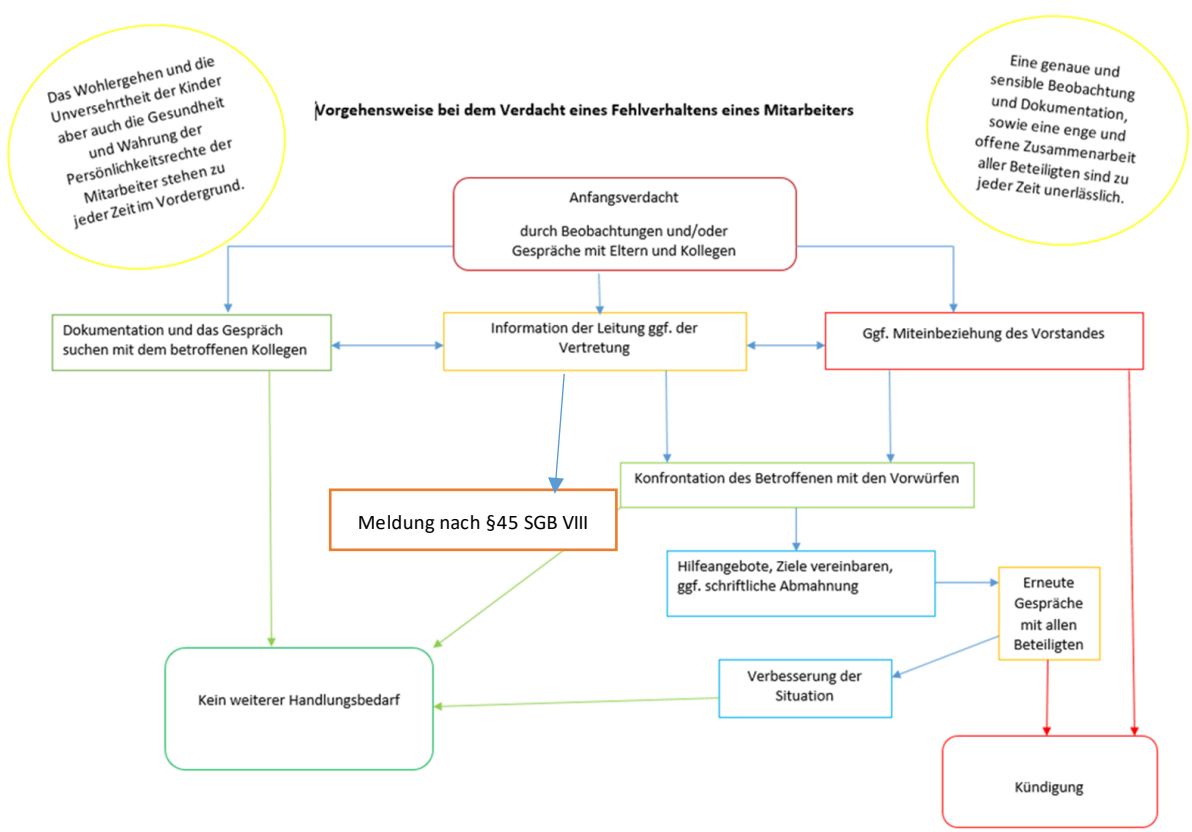 Das Wohlergehen und die
Unversehrtheit der Kinder
aber auch die Gesundheit
und Wahrung der
Persönlichkeitsrechte der
Mitarbeiter stehen zu
jeder Zeit im Vordergrund.
Vorgehensweise bei dem Verdacht eines Fehlverhaltens eines Mitarbeiters
Eine genaue und
sensible Beobachtung
und Dokumentation,
sowie eine enge und
offene Zusammenarbeit
aller Beteiligten sind zu
jeder Zeit unerlässlich.
Anfangsverdacht
durch Beobachtungen und/oder
Gespräche mit Eltern und Kollegen
Dokumentation und das Gespräch
suchen mit dem betroffenen Kollegen
Information der Leitung ggf. der
Vertretung
Ggf. Miteinbeziehung des Vorstandes
Konfrontation des Betroffenen mit den Vorwürfen
Meldung nach §45 SGB VIII
Hilfeangebote, Ziele vereinbaren,
ggf. schriftliche Abmahnung
Erneute
Gespräche
mit allen
Beteiligten
Verbesserung der
Situation
Kein weiterer Handlungsbedarf
Kündigung